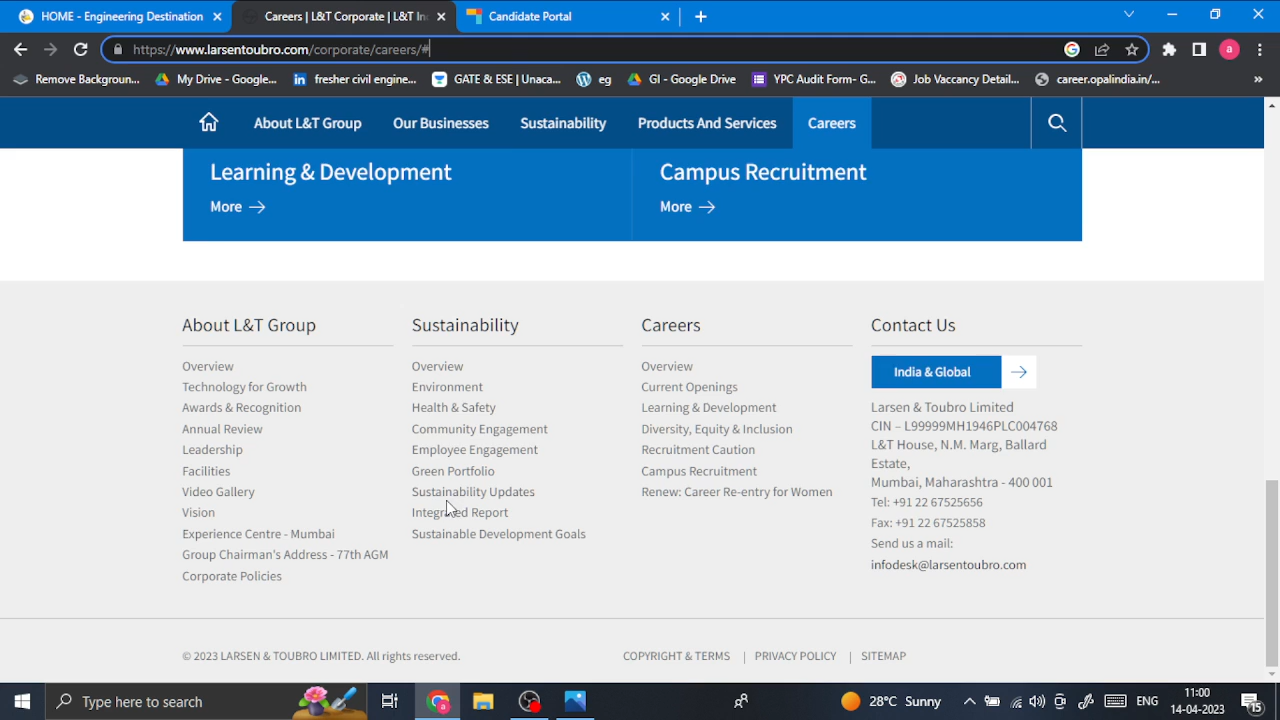 HOME - Engineering Destination
Careers | L&T Corporate | L&T In
Candidate Portal
https://www.larsentoubro.com/corporate/careers/#
Remove Backgroun...
My Drive - Google...
fresher civil engine...
GATE & ESE | Unaca...
eg
GI - Google Drive
YPC Audit Form- G...
Job Vaccancy Detail...
career.opalindia.in/...
About L&T Group
Our Businesses
Sustainability
Products And Services
Careers
Learning & Development
More
Campus Recruitment
More
About L&T Group
Overview
Technology for Growth
Awards & Recognition
Annual Review
Leadership
Facilities
Video Gallery
Vision
Experience Centre - Mumbai
Group Chairman's Address - 77th AGM
Corporate Policies
Sustainability
Overview
Environment
Health & Safety
Community Engagement
Employee Engagement
Green Portfolio
Sustainability Updates
Integrated Report
Sustainable Development Goals
Careers
Overview
Current Openings
Learning & Development
Diversity, Equity & Inclusion
Recruitment Caution
Campus Recruitment
Renew: Career Re-entry for Women
Contact Us
India & Global
Larsen & Toubro Limited
CIN – L99999MH1946PLC004768
L&T House, N.M. Marg, Ballard
Estate,
Mumbai, Maharashtra - 400 001
Tel: +91 22 67525656
Fax: +91 22 67525858
Send us a mail:
infodesk@larsentoubro.com
© 2023 LARSEN & TOUBRO LIMITED. All rights reserved.
COPYRIGHT & TERMS | PRIVACY POLICY | SITEMAP
Type here to search
28°C Sunny
ENG
11:00
14-04-2023
15